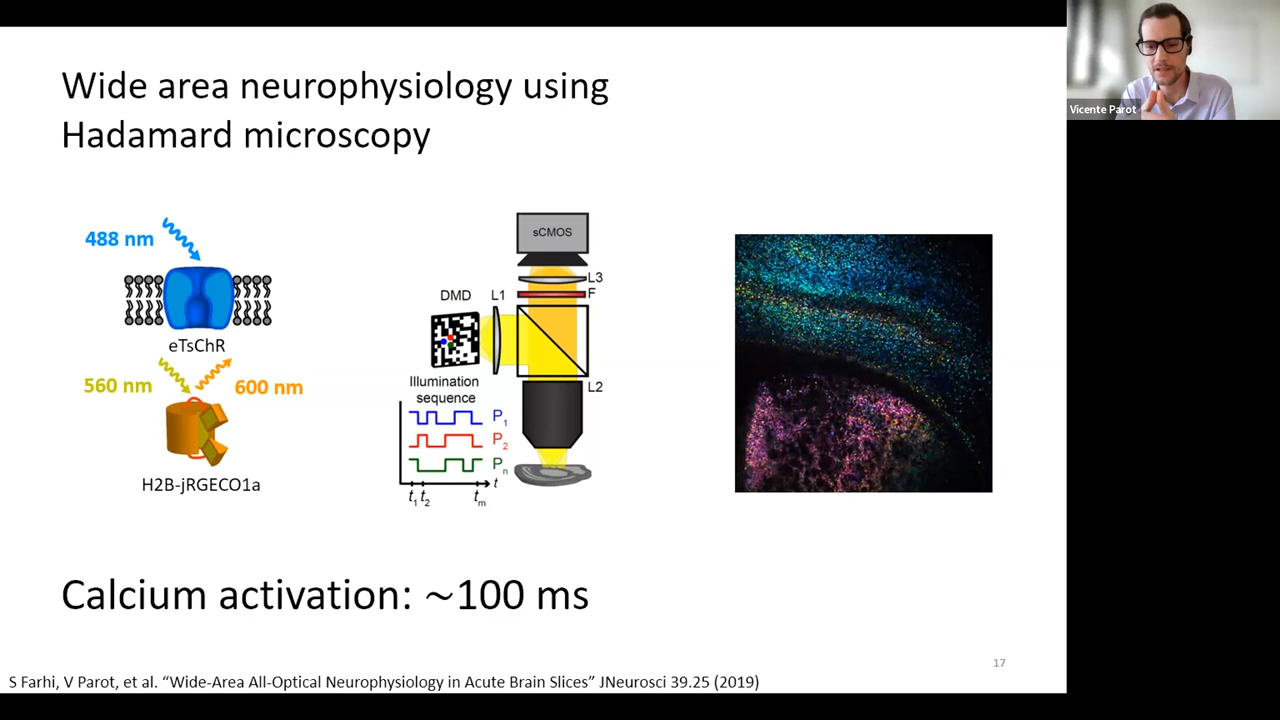 Wide area neurophysiology using
Hadamard microscopy
488 nm
eTsChR
560 nm
600 nm
H2B-jRGECO1a
sCMOS
L3
F
DMD
L1
L2
Illumination
sequence
P1
P2
Pn
t
t1 t2
tm
Calcium activation: ~100 ms
17
S Farhi, V Parot, et al. “Wide-Area All-Optical Neurophysiology in Acute Brain Slices” JNeurosci 39.25 (2019)
Vicente Parot